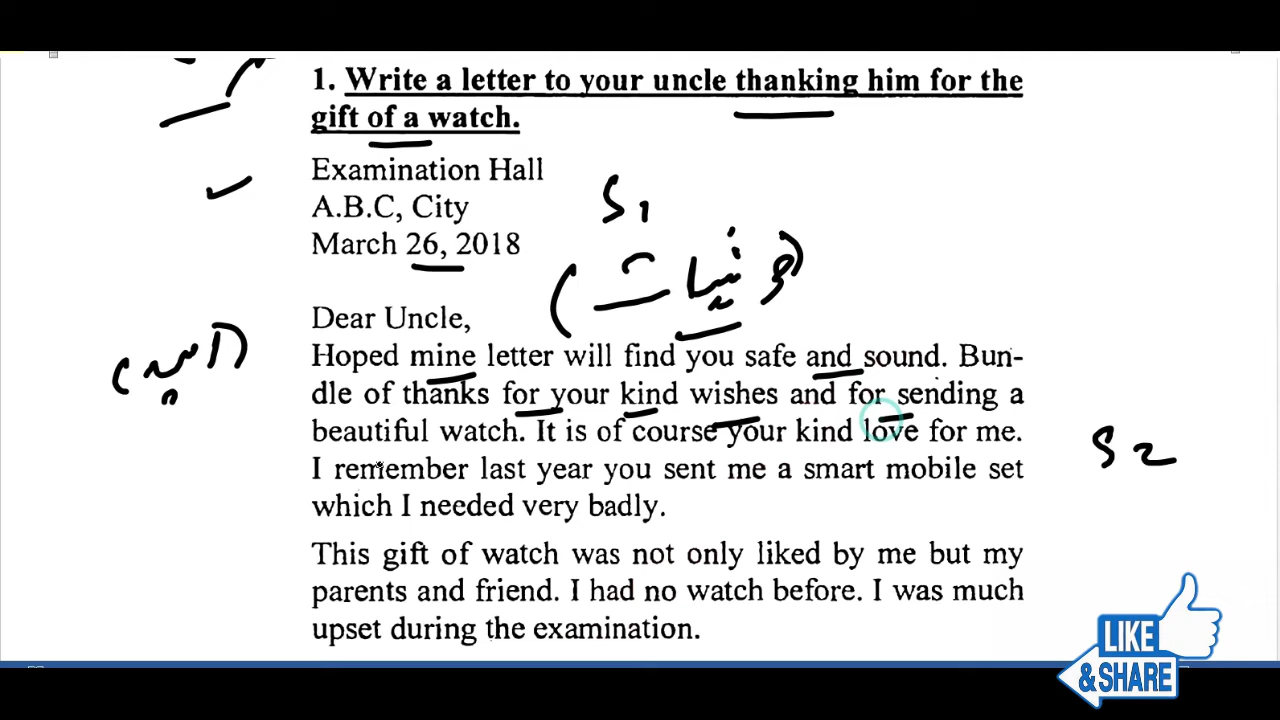 1. Write a letter to your uncle thanking him for the
gift of a watch.
Examination Hall
A.B.C, City
March 26, 2018
S1
Dear Uncle,
Hoped mine letter will find you safe and sound. Bun-
dle of thanks for your kind wishes and for sending a
beautiful watch. It is of course your kind love for me.
I remember last year you sent me a smart mobile set
which I needed very badly.
S2
This gift of watch was not only liked by me but my
parents and friend. I had no watch before. I was much
upset during the examination.
LIKE
& SHARE